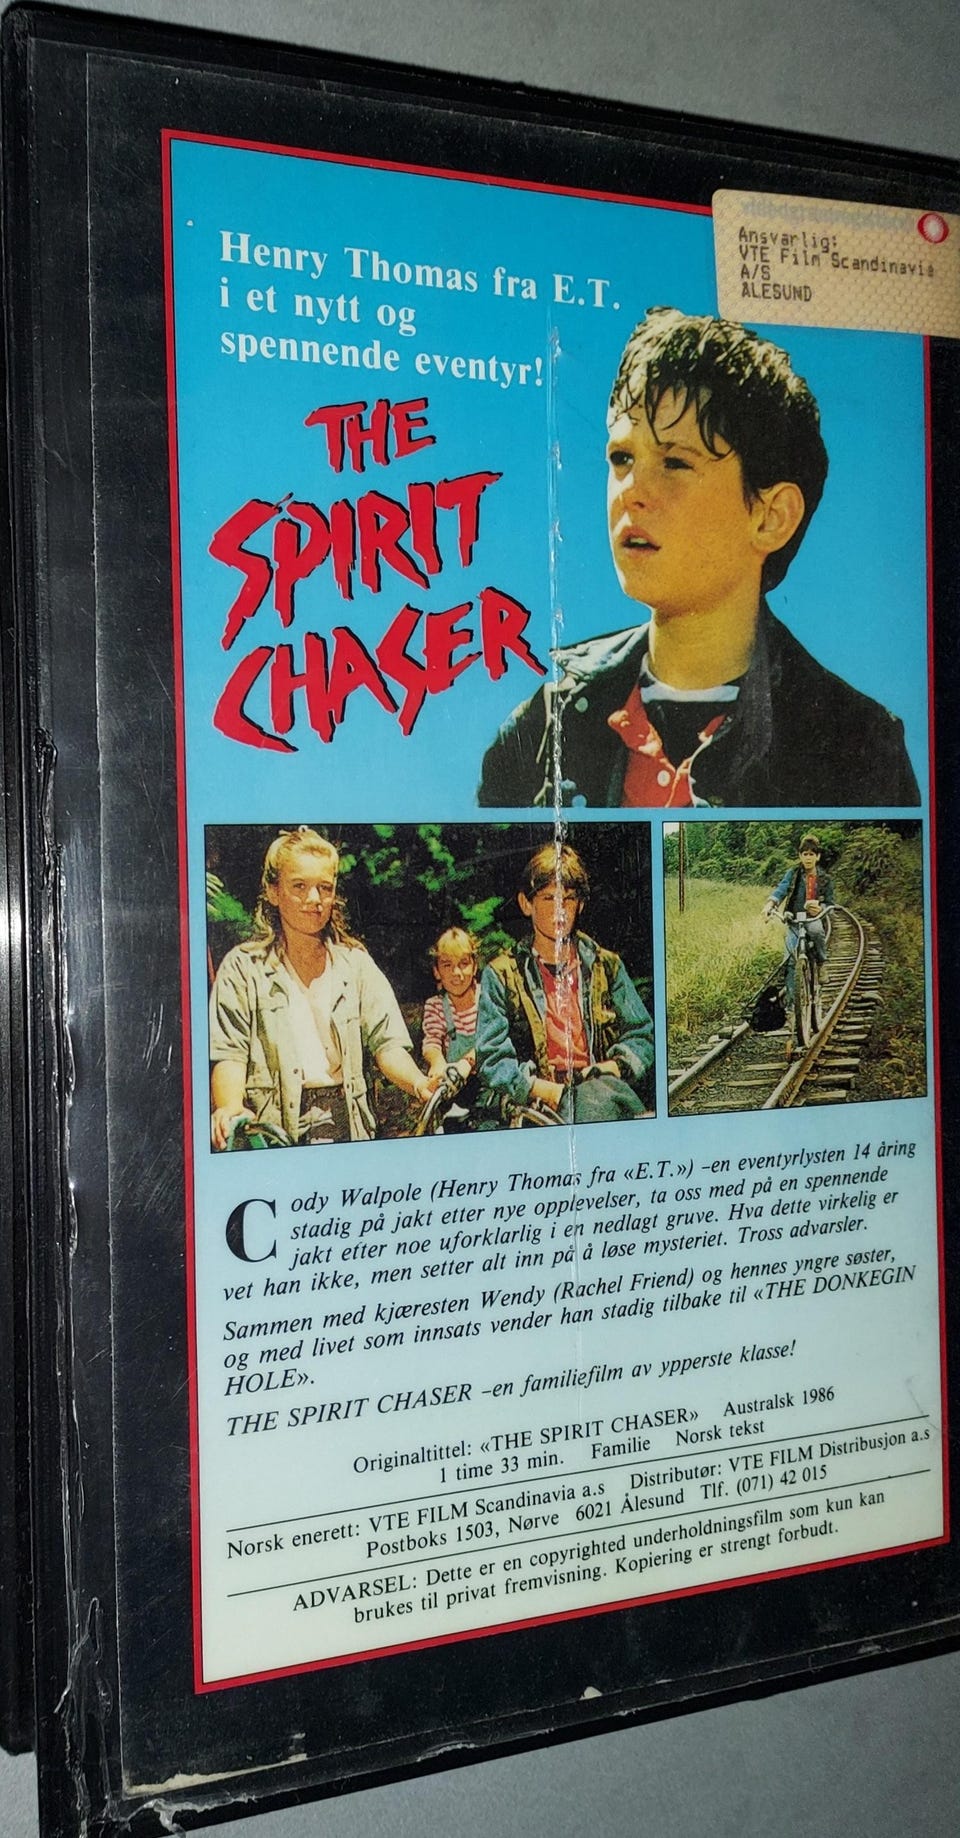 Ansvarlig:
VTE Film Scandinavia
A/S
ÅLESUND
Henry Thomas fra E.T.
i et nytt og
spennende eventyr!
THE
SPIRIT
CHASER
Cody Walpole (Henry Thomas fra «E.T.») –en eventyrlysten 14 åring
stadig på jakt etter nye opplevelser, ta oss med på en spennende
jakt etter noe uforklarlig i en nedlagt gruve. Hva dette virkelig er
vet han ikke, men setter alt inn på å løse mysteriet. Tross advarsler.
Sammen med kjæresten Wendy (Rachel Friend) og hennes yngre søster,
og med livet som innsats vender han stadig tilbake til «THE DONKEGIN
HOLE».
THE SPIRIT CHASER –en familiefilm av ypperste klasse!
Originaltittel: «THE SPIRIT CHASER» Australsk 1986
1 time 33 min. Familie Norsk tekst
Norsk enerett: VTE FILM Scandinavia a.s Distributør: VTE FILM Distribusjon a.s
Postboks 1503, Nørve 6021 Ålesund Tlf. (071) 42 015
ADVARSEL: Dette er en copyrighted underholdningsfilm som kun kan
brukes til privat fremvisning. Kopiering er strengt forbudt.